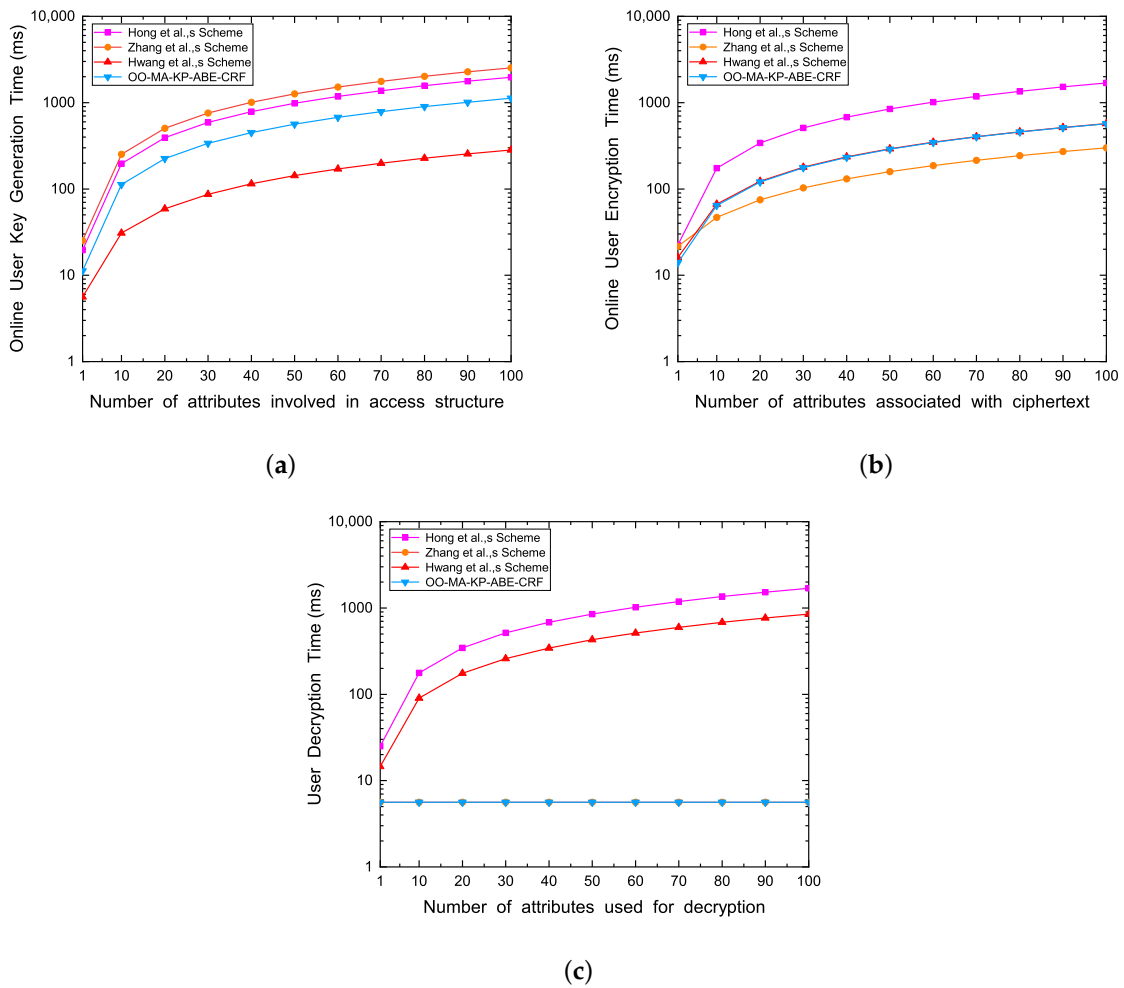 10,000
1000
100
10
1
Online User Key Generation Time (ms)
Hong et al.,s Scheme
Zhang et al.,s Scheme
Hwang et al.,s Scheme
OO-MA-KP-ABE-CRF
1 10 20 30 40 50 60 70 80 90 100
Number of attributes involved in access structure
(a)
10,000
1000
100
10
1
Online User Encryption Time (ms)
Hong et al.,s Scheme
Zhang et al.,s Scheme
Hwang et al.,s Scheme
OO-MA-KP-ABE-CRF
1 10 20 30 40 50 60 70 80 90 100
Number of attributes associated with ciphertext
(b)
10,000
1000
100
10
1
User Decryption Time (ms)
Hong et al.,s Scheme
Zhang et al.,s Scheme
Hwang et al.,s Scheme
OO-MA-KP-ABE-CRF
1 10 20 30 40 50 60 70 80 90 100
Number of attributes used for decryption
(c)